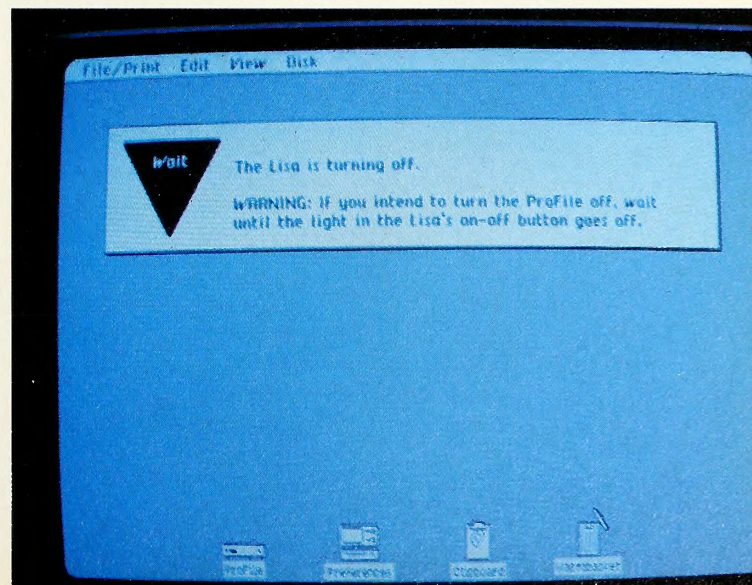 File/Print Edit View Disk
Wait
The Lisa is turning off.
WARNING: If you intend to turn the ProFile off, wait
until the light in the Lisa's on-off button goes off.
ProFile Preferences Clipboard Wastebasket